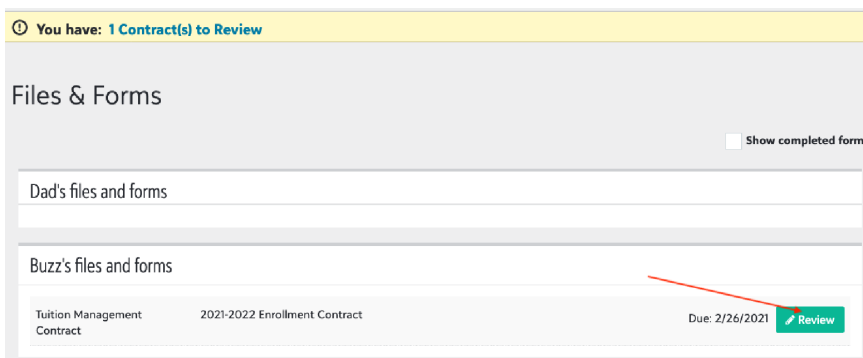 You have: 1 Contract(s) to Review
Files & Forms
Show completed form
Dad's files and forms
Buzz's files and forms
Tuition Management 2021-2022 Enrollment Contract Due: 2/26/2021 Review
Contract